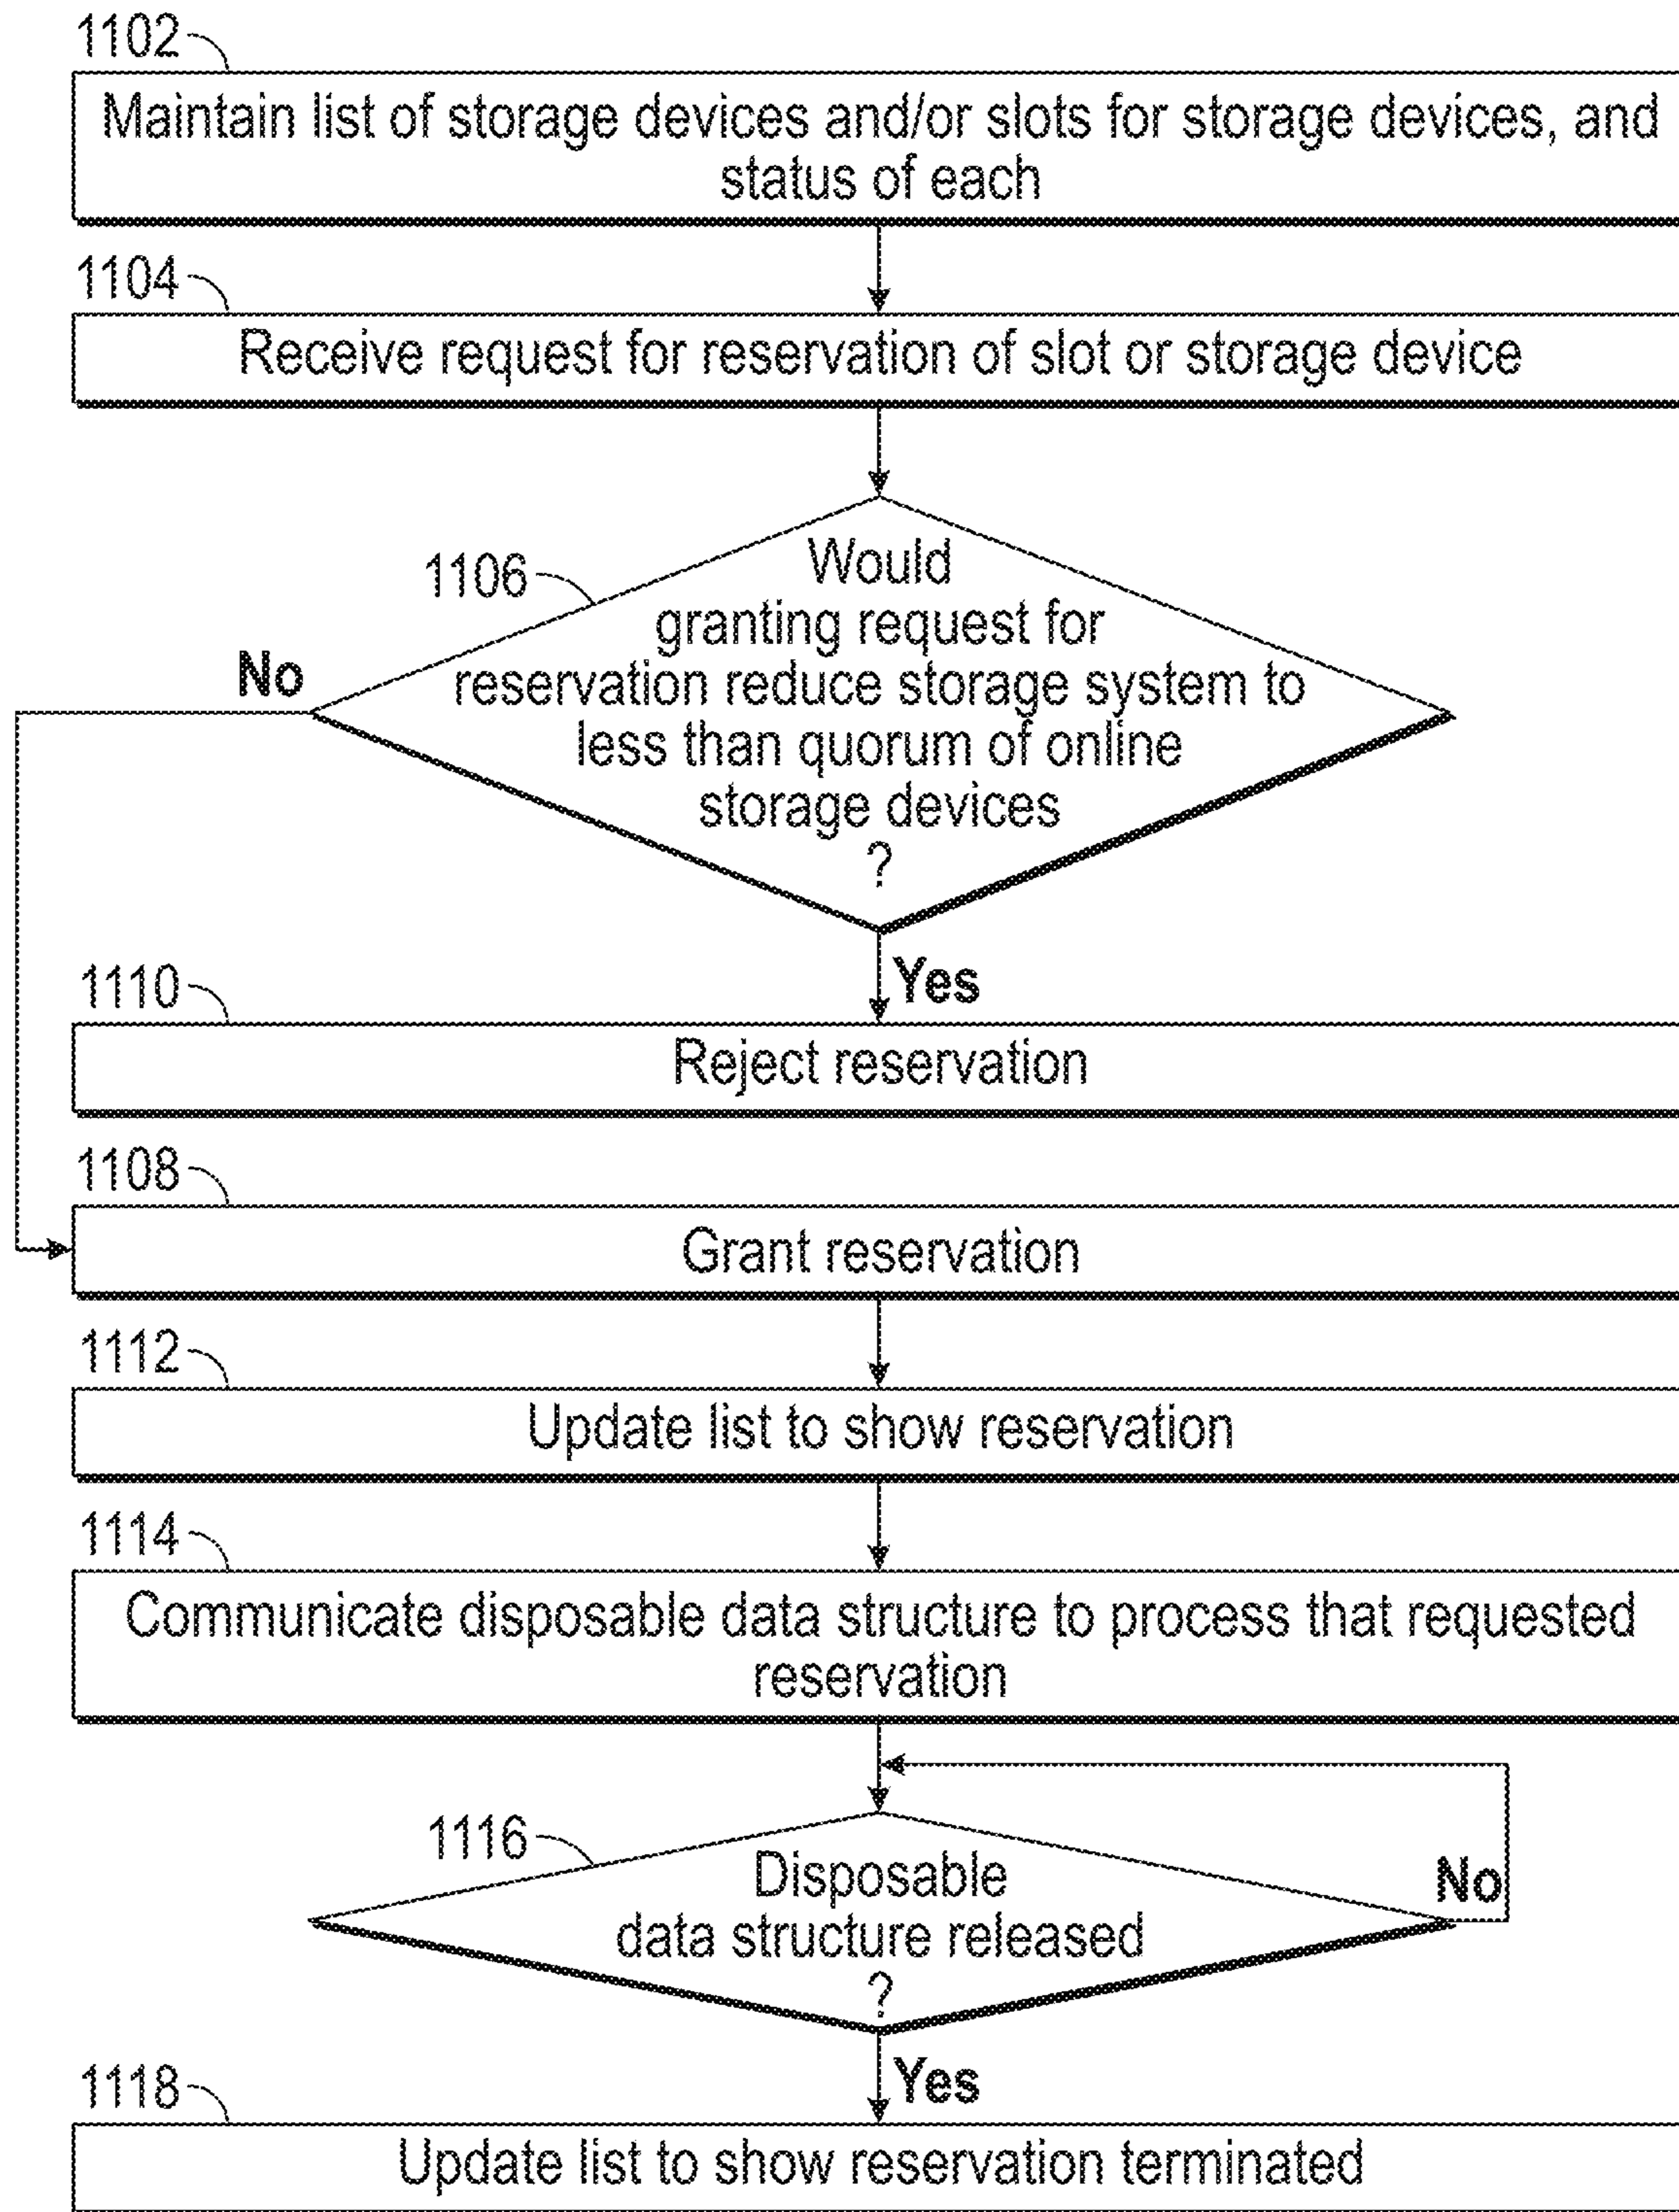 1102
Maintain list of storage devices and/or slots for storage devices, and
status of each
1104
Receive request for reservation of slot or storage device
1106
Would
granting request for
reservation reduce storage system to
less than quorum of online
storage devices
?
No
Yes
1110
Reject reservation
1108
Grant reservation
1112
Update list to show reservation
1114
Communicate disposable data structure to process that requested
reservation
1116
Disposable
data structure released
?
No
Yes
1118
Update list to show reservation terminated